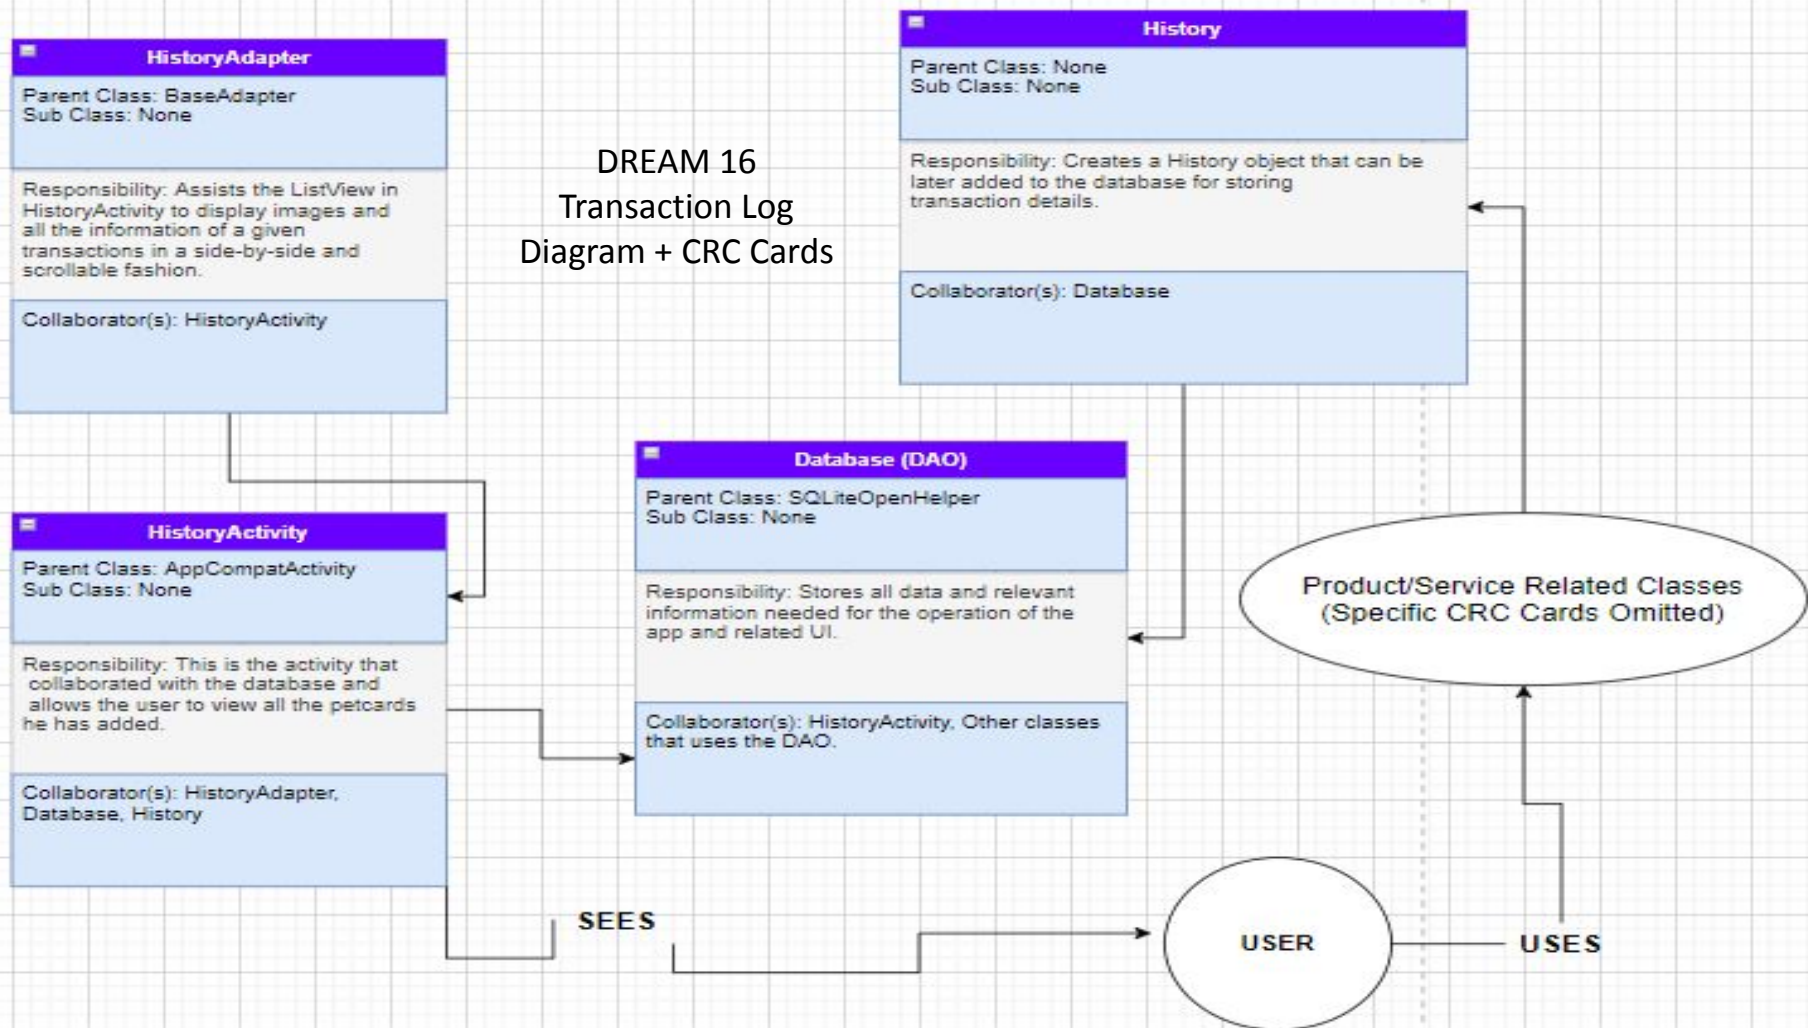 HistoryAdapter
Parent Class: BaseAdapter
Sub Class: None
Responsibility: Assists the ListView in
HistoryActivity to display images and
all the information of a given
transactions in a side-by-side and
scrollable fashion.
Collaborator(s): HistoryActivity
DREAM 16
Transaction Log
Diagram + CRC Cards
History
Parent Class: None
Sub Class: None
Responsibility: Creates a History object that can be
later added to the database for storing
transaction details.
Collaborator(s): Database
HistoryActivity
Parent Class: AppCompatActivity
Sub Class: None
Responsibility: This is the activity that
collaborated with the database and
allows the user to view all the petcards
he has added.
Collaborator(s): HistoryAdapter,
Database, History
Database (DAO)
Parent Class: SQLiteOpenHelper
Sub Class: None
Responsibility: Stores all data and relevant
information needed for the operation of the
app and related UI.
Collaborator(s): HistoryActivity, Other classes
that uses the DAO.
Product/Service Related Classes
(Specific CRC Cards Omitted)
SEES
USER
USES